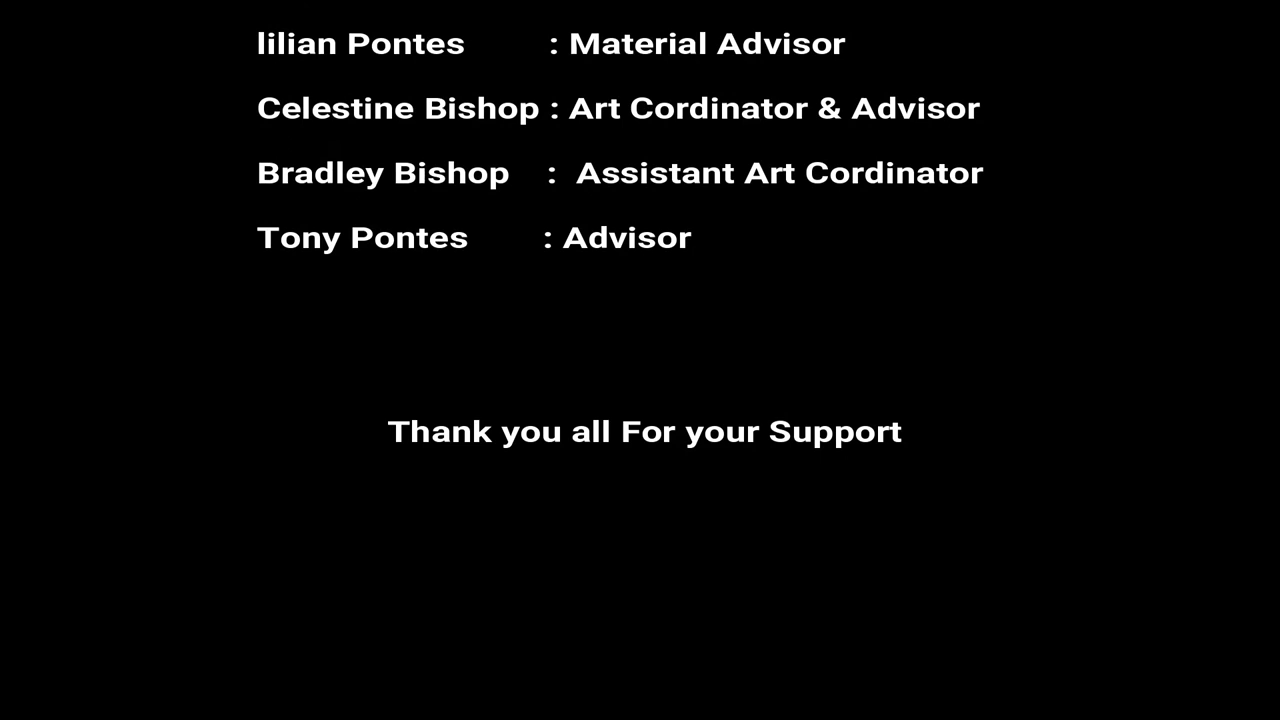 lilian Pontes : Material Advisor
Celestine Bishop : Art Cordinator & Advisor
Bradley Bishop : Assistant Art Cordinator
Tony Pontes : Advisor
Thank you all For your Support